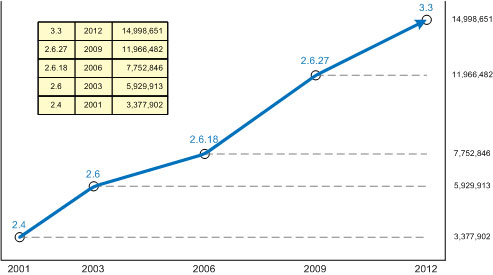 3.3
14,998,651
3.3 2012 14,998,651
2.6.27 2009 11,966,482
2.6.18 2006 7,752,846
2.6 2003 5,929,913
2.4 2001 3,377,902
2.6.27
11,966,482
2.6.18
7,752,846
2.6
5,929,913
2.4
3,377,902
2001 2003 2006 2009 2012